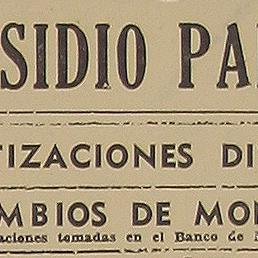 SIDIO PA
TIZACIONES DI
MBIOS DE MO
aciones tomadas en el Banco de